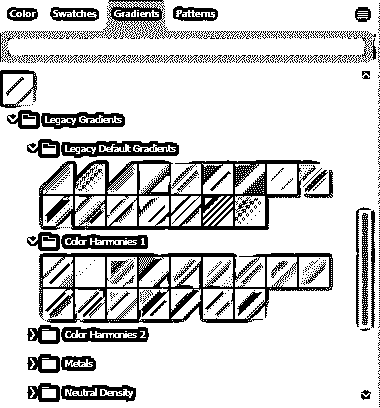 Color Swatches Gradients Patterns
Legacy Gradients
Legacy Default Gradients
Color Harmonies 1
Color Harmonies 2
Metals
Neutral Density